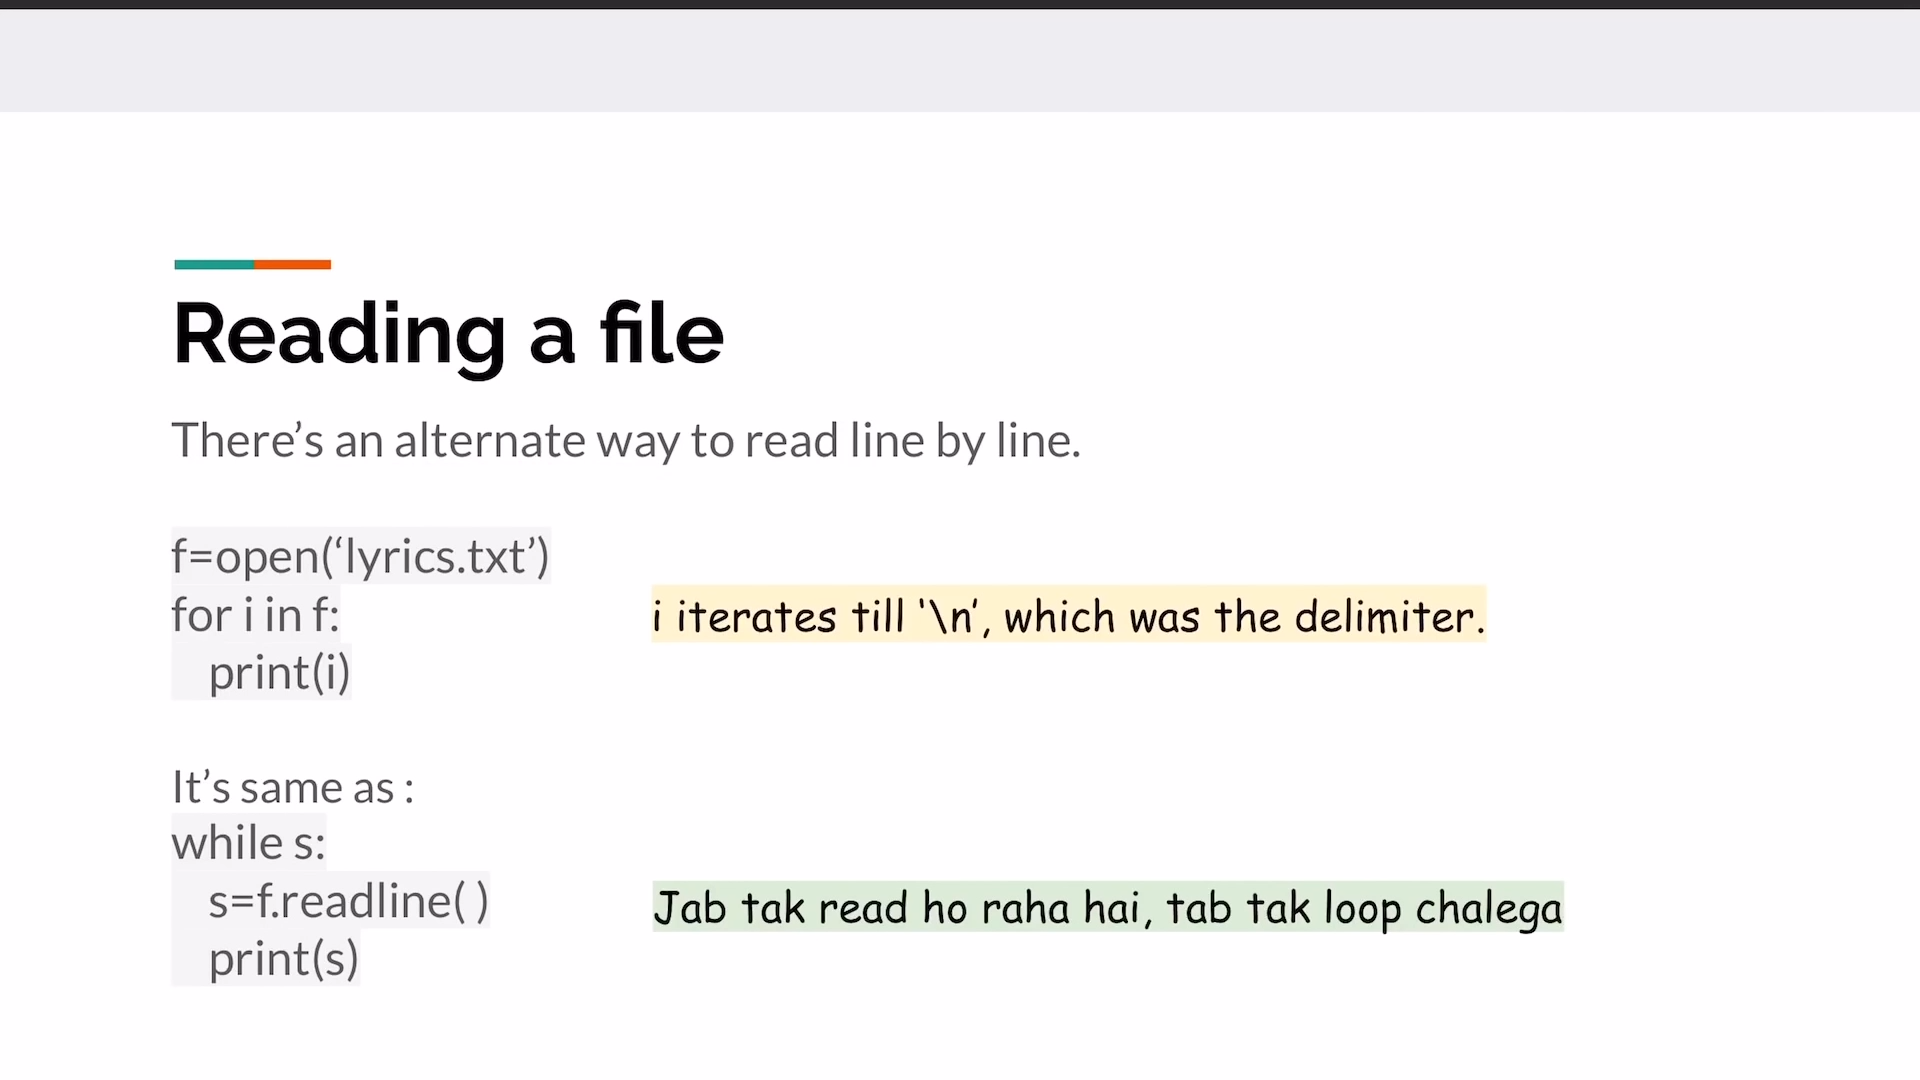 Reading a file
There’s an alternate way to read line by line.
f=open(‘lyrics.txt’)
for i in f:
i iterates till ‘\n’, which was the delimiter.
print(i)
It’s same as :
while s:
s=f.readline( )
Jab tak read ho raha hai, tab tak loop chalega
print(s)